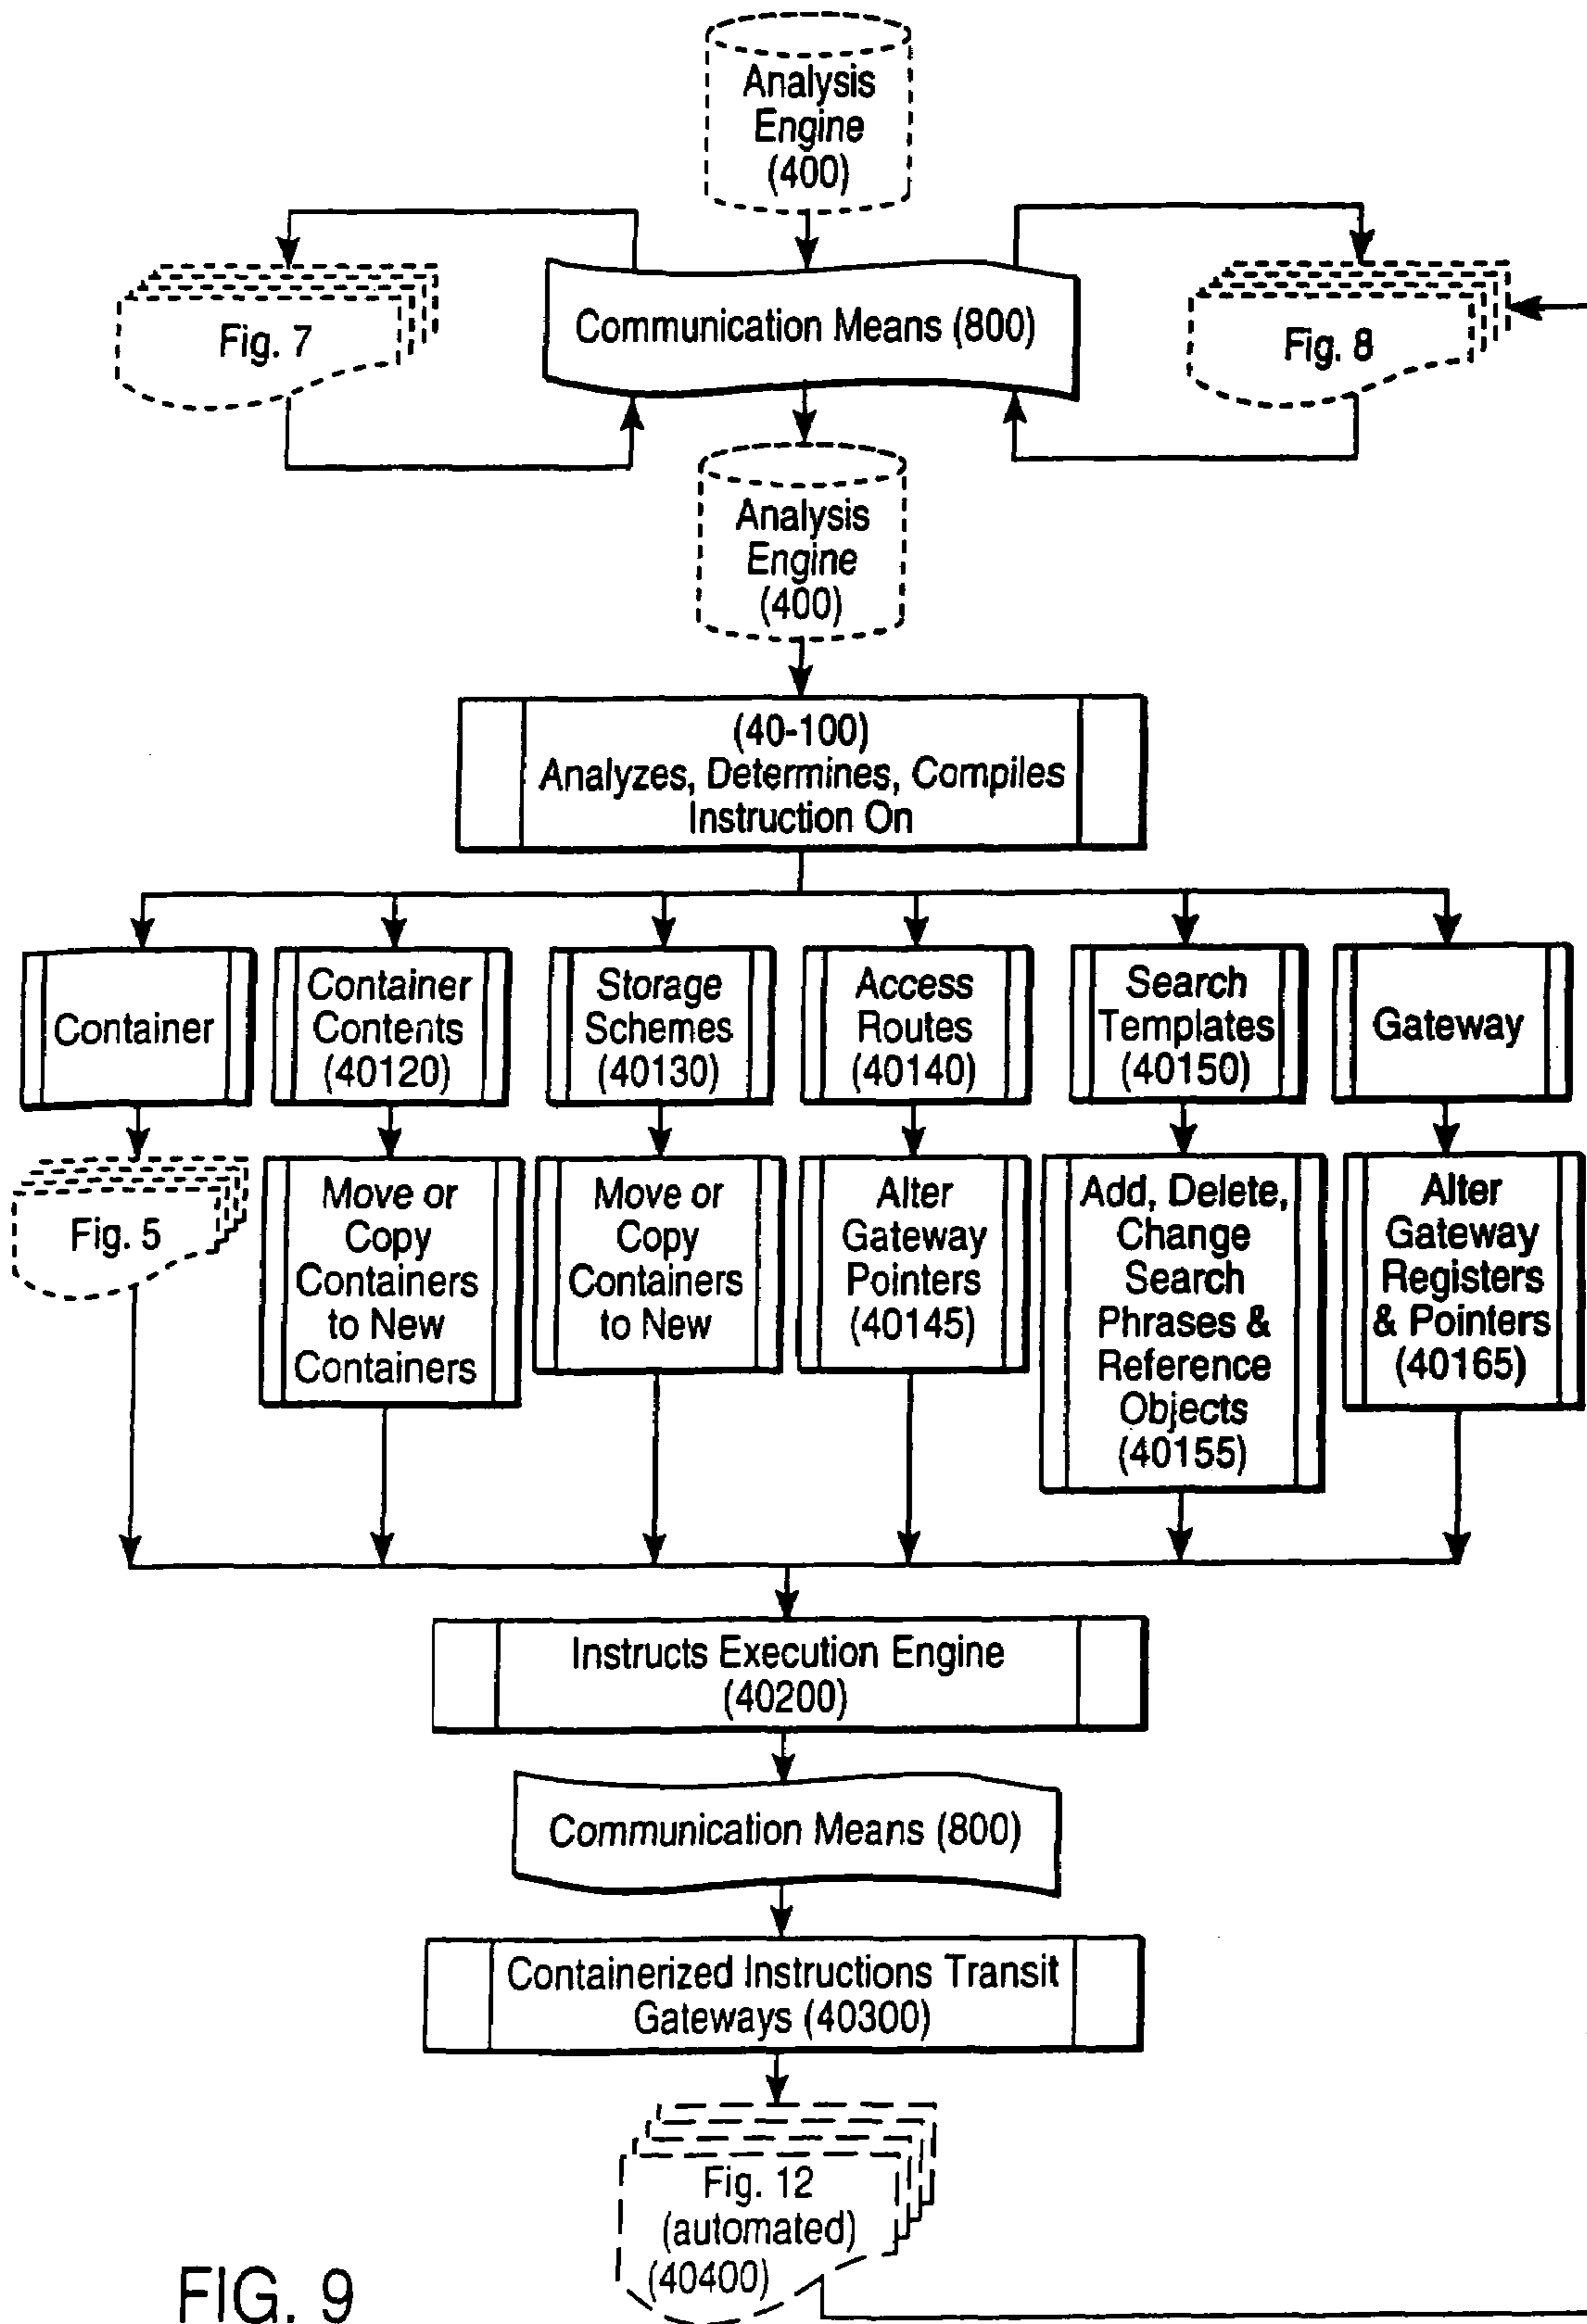 Analysis
Engine
(400)
Fig. 7
Communication Means (800)
Fig. 8
Analysis
Engine
(400)
(40-100)
Analyzes, Determines, Compiles
Instruction On
Container
Container
Contents
(40120)
Storage
Schemes
(40130)
Access
Routes
(40140)
Search
Templates
(40150)
Gateway
Fig. 5
Move or
Copy
Containers
to New
Containers
Move or
Copy
Containers
to New
Alter
Gateway
Pointers
(40145)
Add, Delete,
Change
Search
Phrases &
Reference
Objects
(40155)
Alter
Gateway
Registers
& Pointers
(40165)
Instructs Execution Engine
(40200)
Communication Means (800)
Containerized Instructions Transit
Gateways (40300)
Fig. 12
(automated)
(40400)
FIG. 9